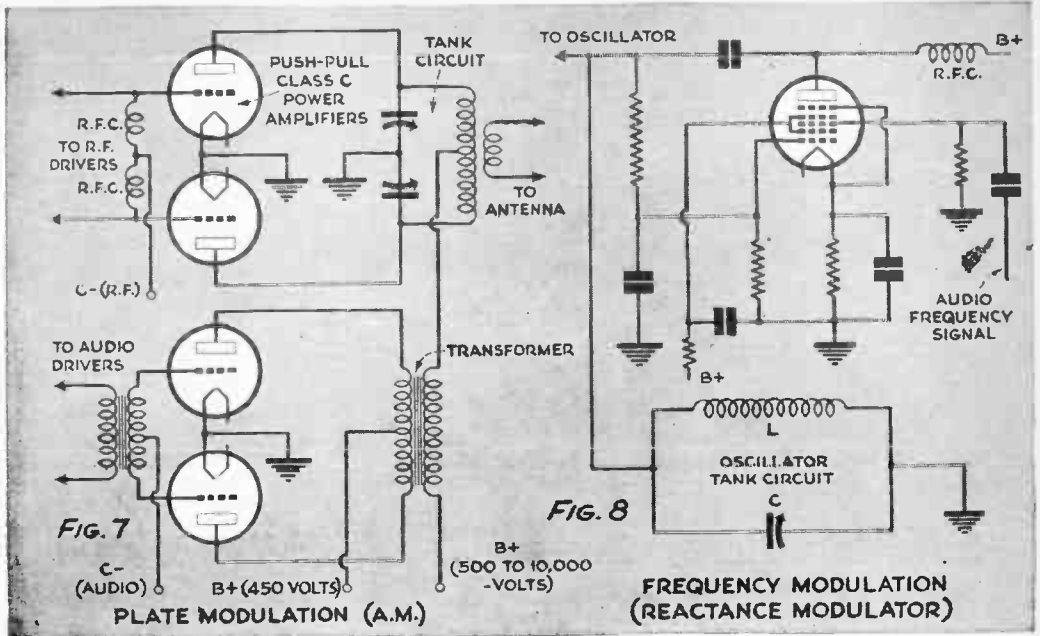 TANK
CIRCUIT
PUSH-PULL
CLASS C
POWER
AMPLIFIERS
R.F.C.
TO R.F.
DRIVERS
R.F.C.
TO
ANTENNA
C-(R.F.)
TO AUDIO
DRIVERS
TRANSFORMER
FIG. 7
C-
(AUDIO)
B+(450 VOLTS)
B+
(500 TO 10,000
-VOLTS)
PLATE MODULATION (A.M.)
TO OSCILLATOR
B+
R.F.C.
AUDIO
FREQUENCY
SIGNAL
B+
L
OSCILLATOR
TANK CIRCUIT
C
FIG. 8
FREQUENCY MODULATION
(REACTANCE MODULATOR)